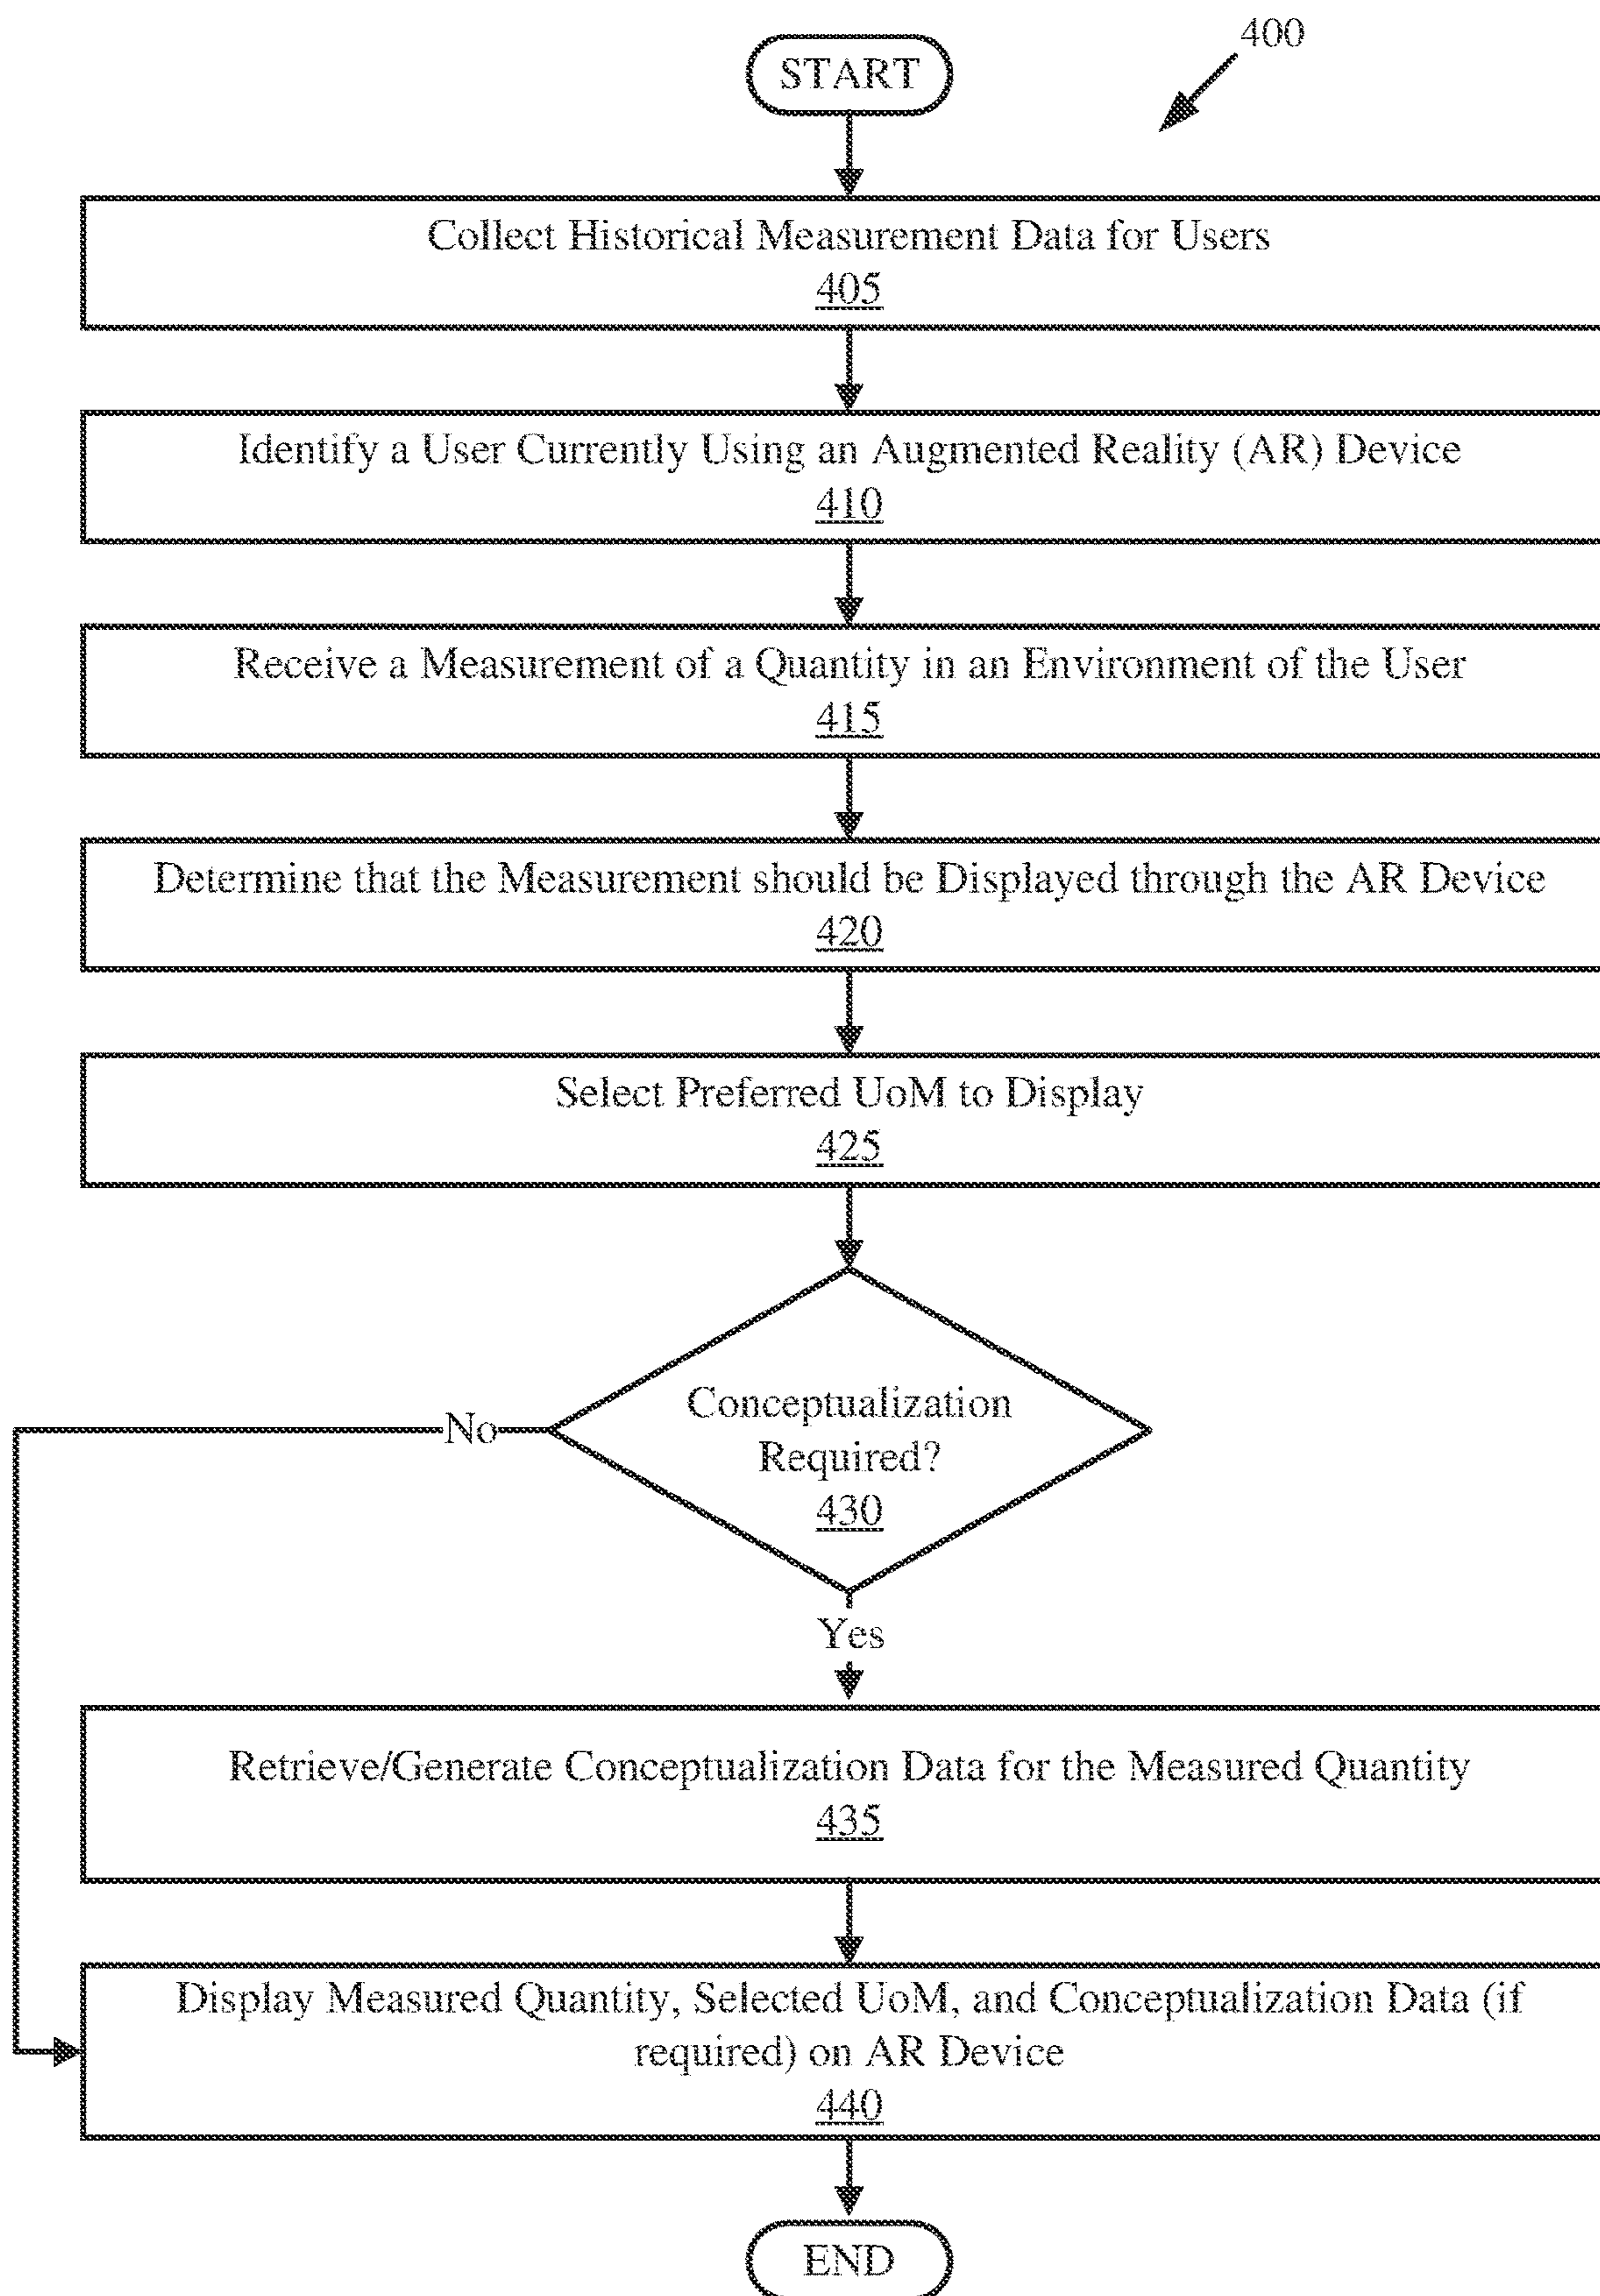 400
START
Collect Historical Measurement Data for Users
405
Identify a User Currently Using an Augmented Reality (AR) Device
410
Receive a Measurement of a Quantity in an Environment of the User
415
Determine that the Measurement should be Displayed through the AR Device
420
Select Preferred UoM to Display
425
Conceptualization
Required?
430
No
Yes
Retrieve/Generate Conceptualization Data for the Measured Quantity
435
Display Measured Quantity, Selected UoM, and Conceptualization Data (if
required) on AR Device
440
END